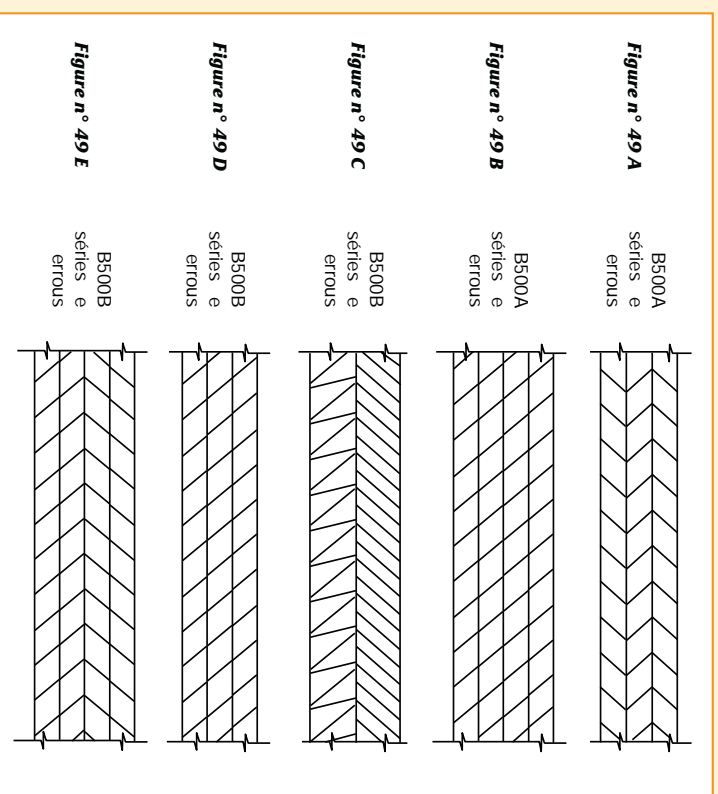 Figure n° 49 A
B500A
séries e
errous
Figure n° 49 B
B500A
séries e
errous
Figure n° 49 C
B500B
séries e
errous
Figure n° 49 D
B500B
séries e
errous
Figure n° 49 E
B500B
séries e
errous